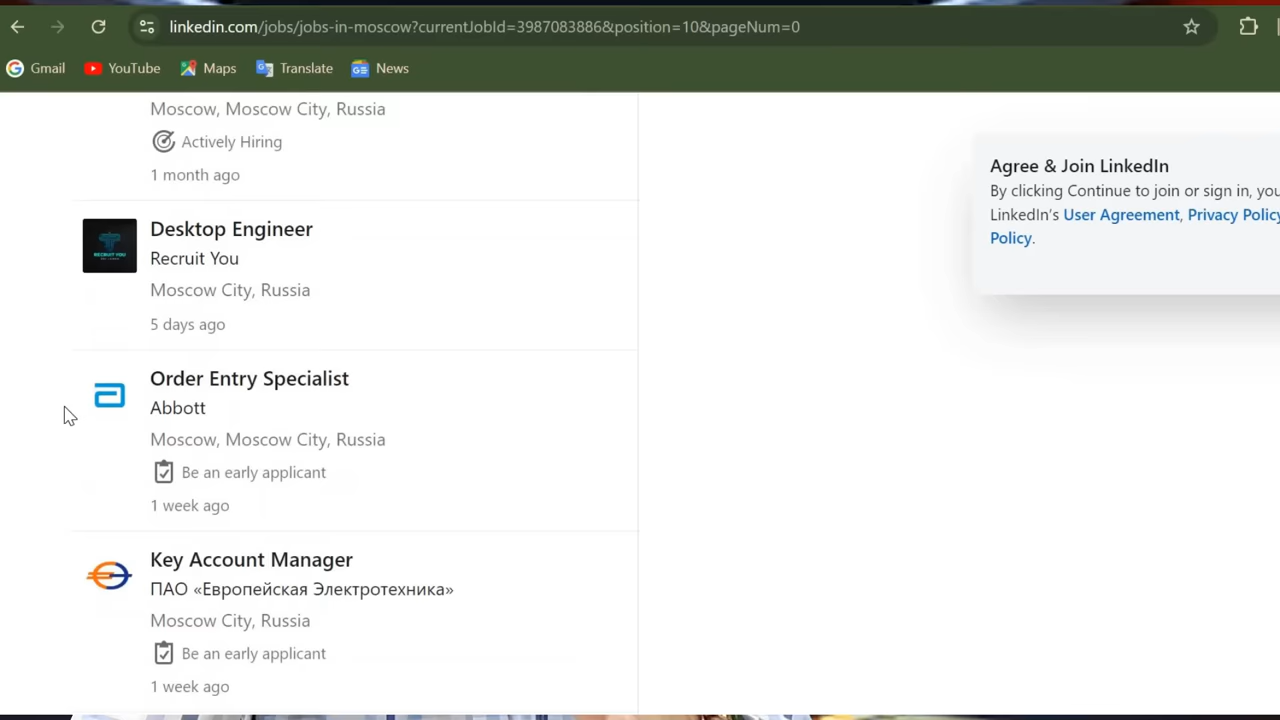 linkedin.com/jobs/jobs-in-moscow?currentJobId=3987083886&position=10&pageNum=0
Gmail YouTube Maps Translate News
Moscow, Moscow City, Russia
Actively Hiring
1 month ago
Desktop Engineer
Recruit You
Moscow City, Russia
5 days ago
Order Entry Specialist
Abbott
Moscow, Moscow City, Russia
Be an early applicant
1 week ago
Key Account Manager
ПАО «Европейская Электротехника»
Moscow City, Russia
Be an early applicant
1 week ago
Agree & Join LinkedIn
By clicking Continue to join or sign in, you
LinkedIn's User Agreement, Privacy Policy
Policy.
RECRUIT YOU